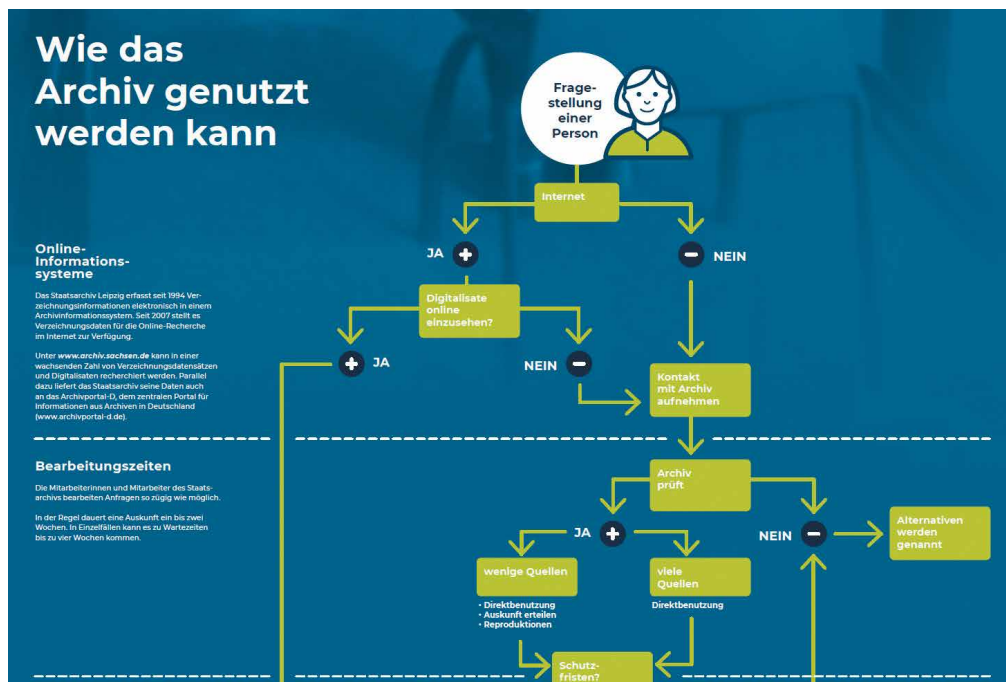 Wie das
Archiv genutzt
werden kann
Frage-
stellung
einer
Person
Internet
JA
NEIN
Online-
Informations-
systeme
Das Staatsarchiv Leipzig erfasst seit 1994 Ver-
zeichnungsinformationen elektronisch in einem
Archivinformationssystem. Seit 2007 stellt es
Verzeichnungsdaten für die Online-Recherche
im Internet zur Verfügung.
Unter www.archiv.sachsen.de kann in einer
wachsenden Zahl von Verzeichnungsdatensätzen
und Digitalisaten recherchiert werden. Parallel
dazu liefert das Staatsarchiv seine Daten auch
an das Archivportal-D, dem zentralen Portal für
Informationen aus Archiven in Deutschland
(www.archivportal-d.de).
Digitalisate
online
einzusehen?
JA
NEIN
Kontakt
mit Archiv
aufnehmen
Bearbeitungszeiten
Die Mitarbeiterinnen und Mitarbeiter des Staats-
archivs bearbeiten Anfragen so zügig wie möglich.
In der Regel dauert eine Auskunft ein bis zwei
Wochen. In Einzelfällen kann es zu Wartezeiten
bis zu vier Wochen kommen.
Archiv
prüft
JA
NEIN
Alternativen
werden
genannt
wenige Quellen
• Direktbenutzung
• Auskunft erteilen
• Reproduktionen
viele
Quellen
Direktbenutzung
Schutz-
fristen?